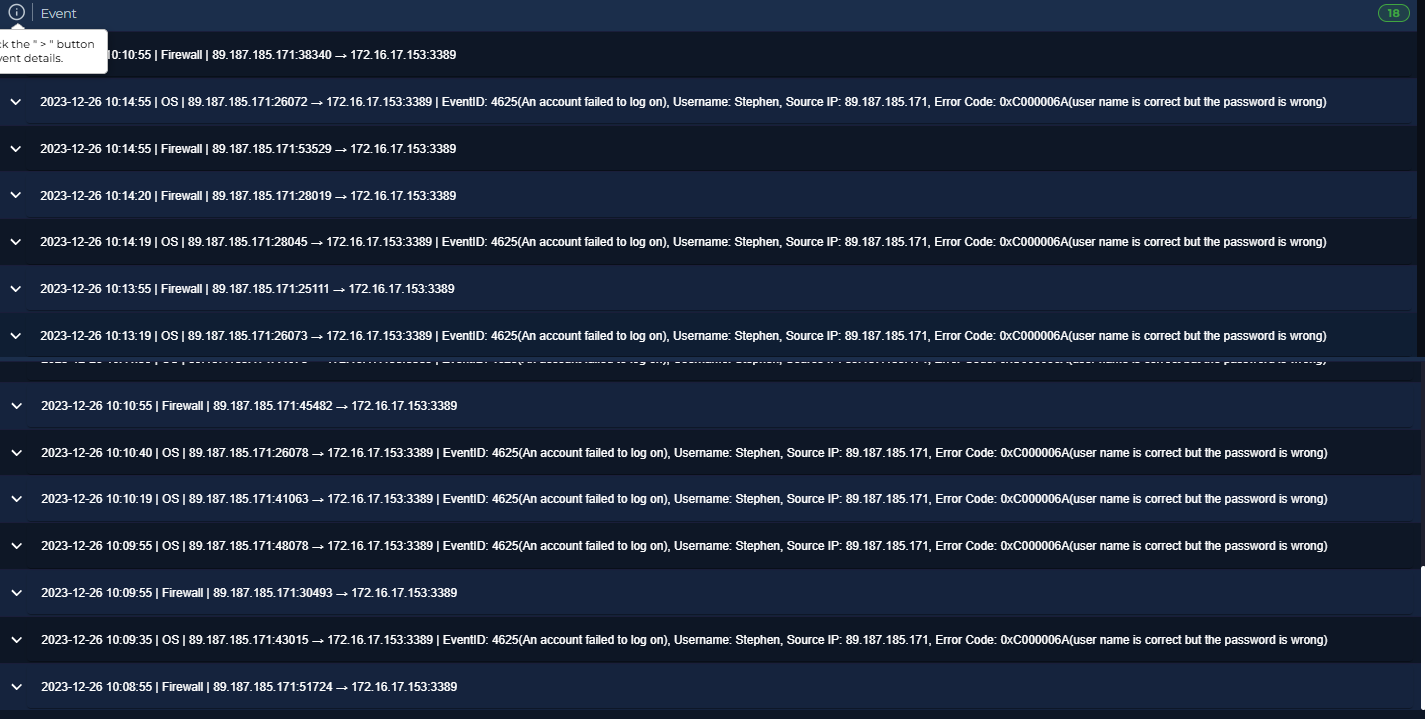 Event
18
ck the " > " button
vent details.
10:10:55 | Firewall | 89.187.185.171:38340 → 172.16.17.153:3389
2023-12-26 10:14:55 | OS | 89.187.185.171:26072 → 172.16.17.153:3389 | EventID: 4625(An account failed to log on), Username: Stephen, Source IP: 89.187.185.171, Error Code: 0xC000006A(user name is correct but the password is wrong)
2023-12-26 10:14:55 | Firewall | 89.187.185.171:53529 → 172.16.17.153:3389
2023-12-26 10:14:20 | Firewall | 89.187.185.171:28019 → 172.16.17.153:3389
2023-12-26 10:14:19 | OS | 89.187.185.171:28045 → 172.16.17.153:3389 | EventID: 4625(An account failed to log on), Username: Stephen, Source IP: 89.187.185.171, Error Code: 0xC000006A(user name is correct but the password is wrong)
2023-12-26 10:13:55 | Firewall | 89.187.185.171:25111 → 172.16.17.153:3389
2023-12-26 10:13:19 | OS | 89.187.185.171:26073 → 172.16.17.153:3389 | EventID: 4625(An account failed to log on), Username: Stephen, Source IP: 89.187.185.171, Error Code: 0xC000006A(user name is correct but the password is wrong)
2023-12-26 10:10:55 | Firewall | 89.187.185.171:45482 → 172.16.17.153:3389
2023-12-26 10:10:40 | OS | 89.187.185.171:26078 → 172.16.17.153:3389 | EventID: 4625(An account failed to log on), Username: Stephen, Source IP: 89.187.185.171, Error Code: 0xC000006A(user name is correct but the password is wrong)
2023-12-26 10:10:19 | OS | 89.187.185.171:41063 → 172.16.17.153:3389 | EventID: 4625(An account failed to log on), Username: Stephen, Source IP: 89.187.185.171, Error Code: 0xC000006A(user name is correct but the password is wrong)
2023-12-26 10:09:55 | OS | 89.187.185.171:48078 → 172.16.17.153:3389 | EventID: 4625(An account failed to log on), Username: Stephen, Source IP: 89.187.185.171, Error Code: 0xC000006A(user name is correct but the password is wrong)
2023-12-26 10:09:55 | Firewall | 89.187.185.171:30493 → 172.16.17.153:3389
2023-12-26 10:09:35 | OS | 89.187.185.171:43015 → 172.16.17.153:3389 | EventID: 4625(An account failed to log on), Username: Stephen, Source IP: 89.187.185.171, Error Code: 0xC000006A(user name is correct but the password is wrong)
2023-12-26 10:08:55 | Firewall | 89.187.185.171:51724 → 172.16.17.153:3389